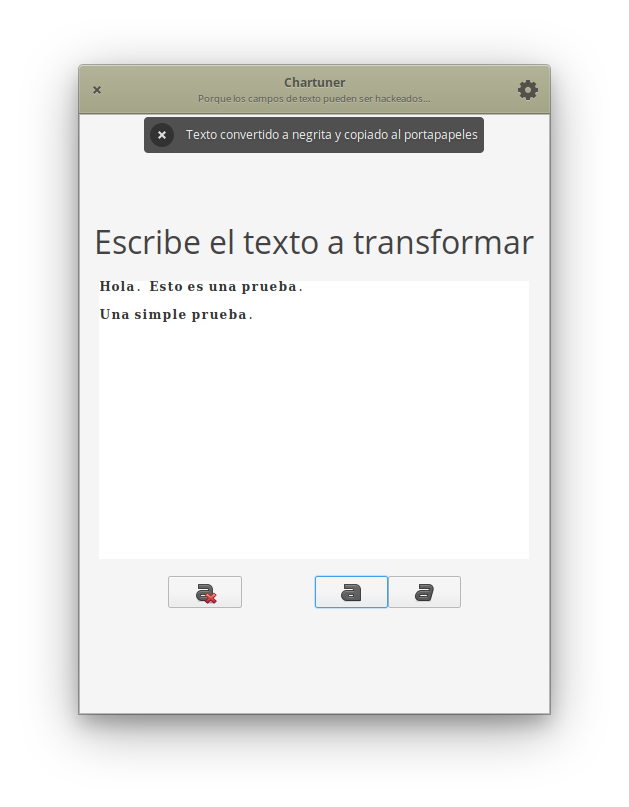 Chartuner
Porque los campos de texto pueden ser hackeados...
Texto convertido a negrita y copiado al portapapeles
Escribe el texto a transformar
Hola. Esto es una prueba.
Una simple prueba.
a a a